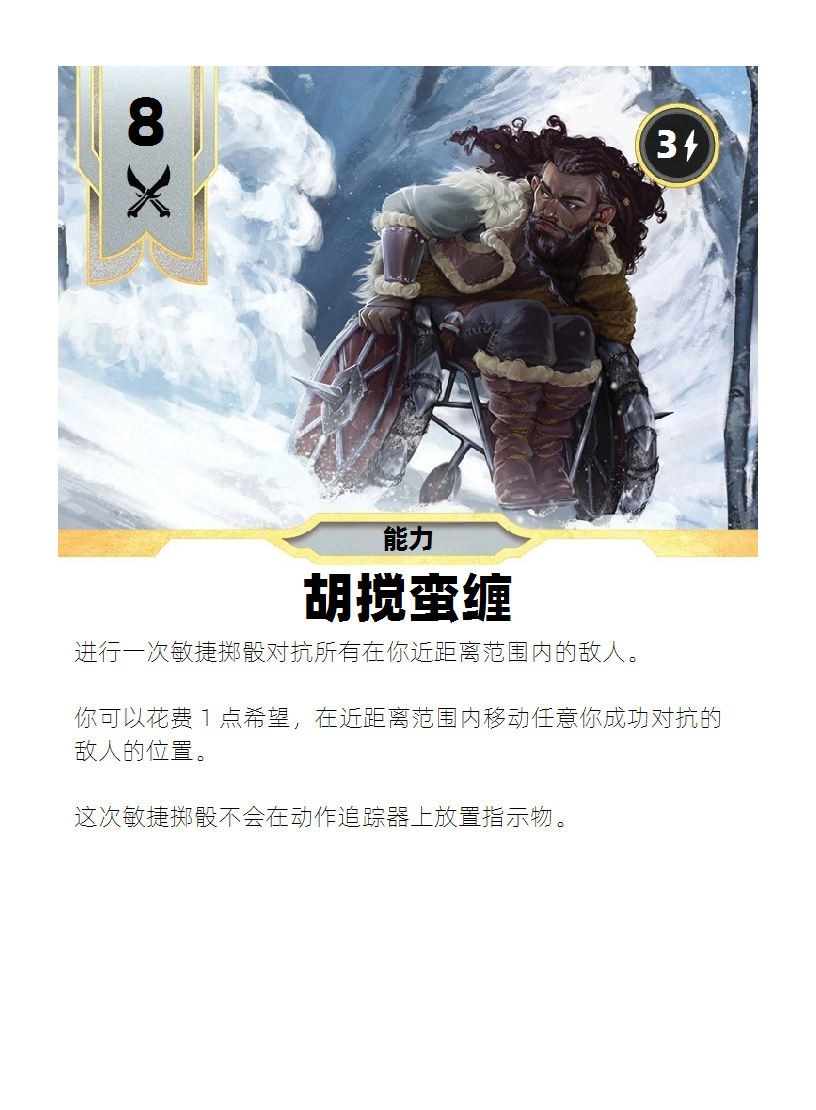 8
3
能力
胡搅蛮缠
进行一次敏捷掷骰对抗所有在你近距离范围内的敌人。
你可以花费 1 点希望，在近距离范围内移动任意你成功对抗的
敌人的位置。
这次敏捷掷骰不会在动作追踪器上放置指示物。